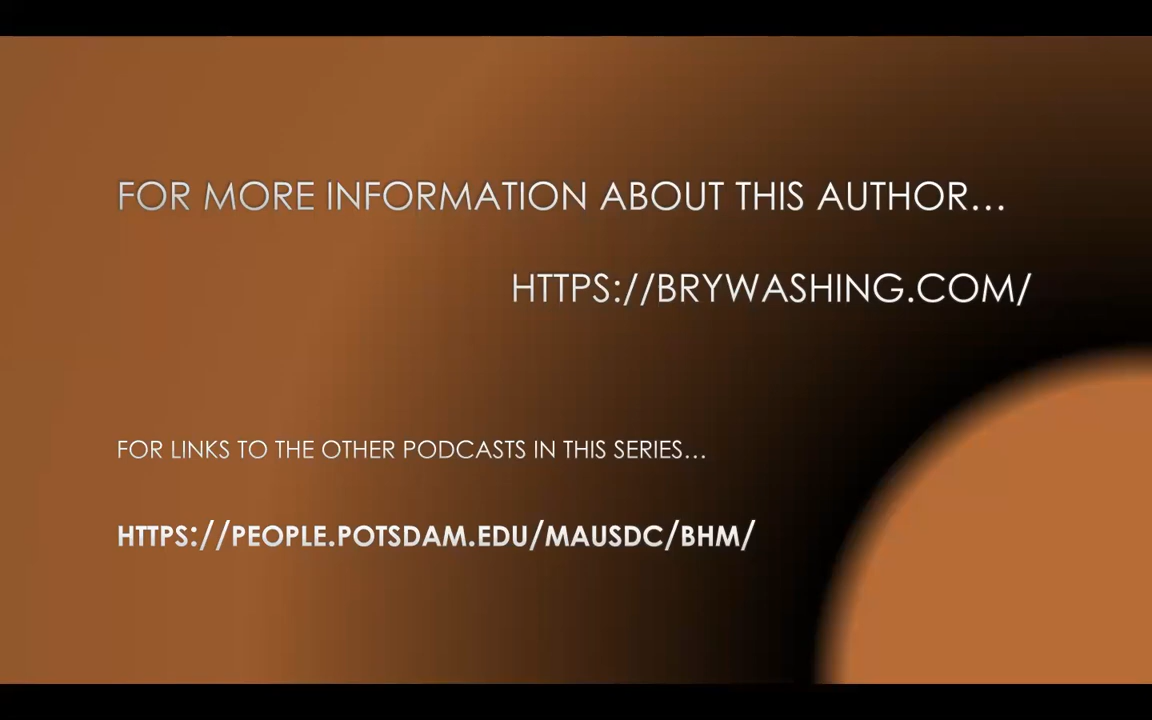 FOR MORE INFORMATION ABOUT THIS AUTHOR…
HTTPS://BRYWASHING.COM/
FOR LINKS TO THE OTHER PODCASTS IN THIS SERIES…
HTTPS://PEOPLE.POTSDAM.EDU/MAUSDC/BHM/